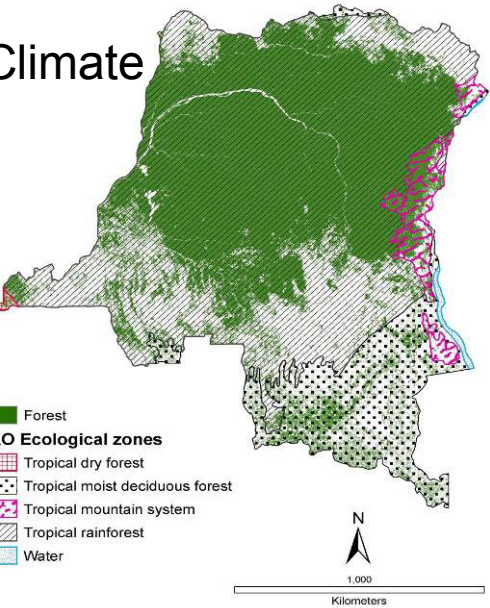 Climate
Forest
AO Ecological zones
Tropical dry forest
Tropical moist deciduous forest
Tropical mountain system
Tropical rainforest
Water
N
1,000
Kilometers